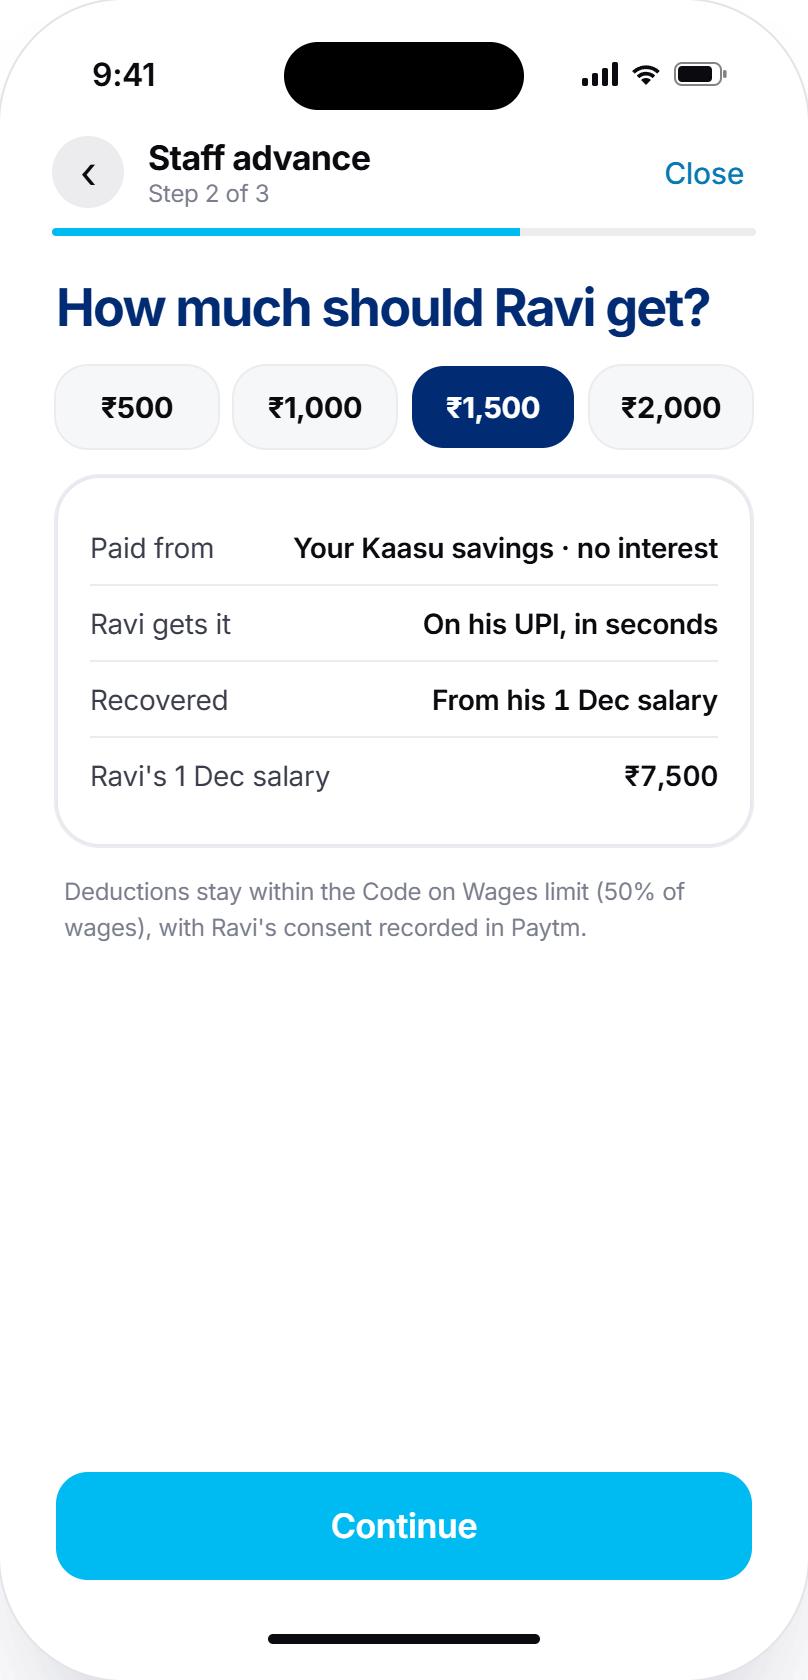 9:41
‹
Staff advance
Step 2 of 3
Close
How much should Ravi get?
₹500
₹1,000
₹1,500
₹2,000
Paid from
Your Kaasu savings · no interest
Ravi gets it
On his UPI, in seconds
Recovered
From his 1 Dec salary
Ravi's 1 Dec salary
₹7,500
Deductions stay within the Code on Wages limit (50% of
wages), with Ravi's consent recorded in Paytm.
Continue